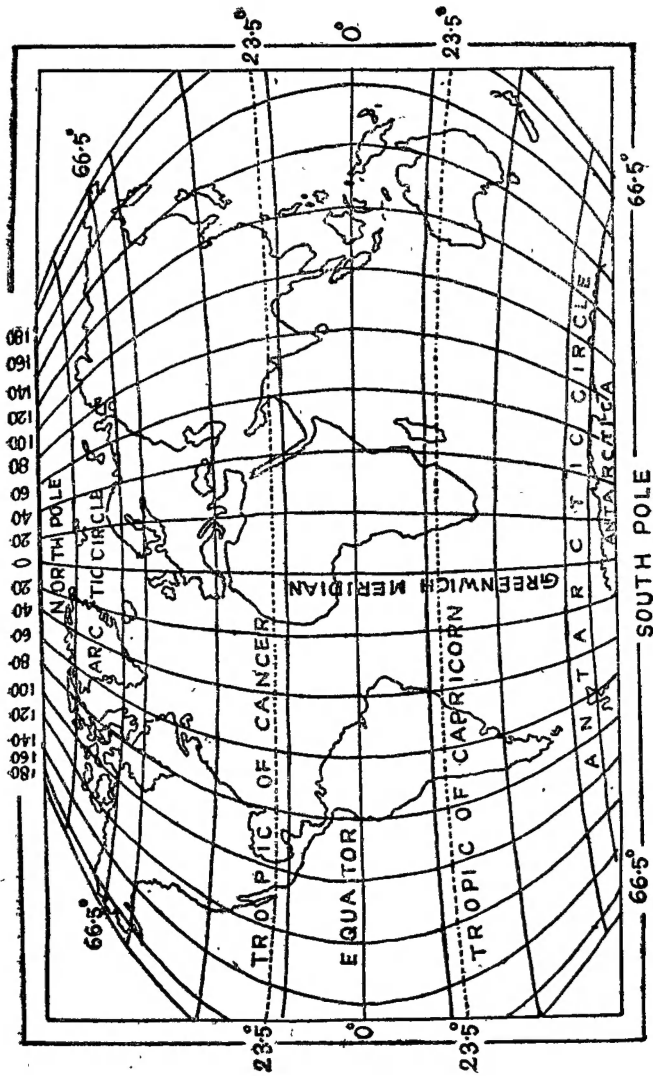 180 160 140 120 100 80 60 40 20 0 20 40 60 80 100 120 140 160 180
NORTH POLE
66·5° 66·5°
ARCTIC CIRCLE
23·5° TROPIC OF CANCER 23·5°
GREENWICH MERIDIAN
0° EQUATOR 0°
23·5° TROPIC OF CAPRICORN 23·5°
ANTARCTIC CIRCLE
ANTARCTICA
66·5° 66·5°
SOUTH POLE